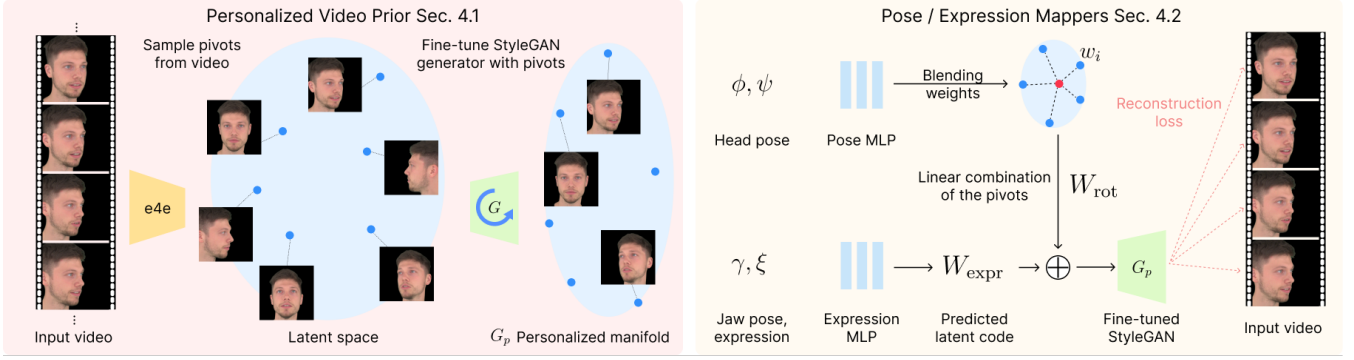 Personalized Video Prior Sec. 4.1
Sample pivots
from video
Fine-tune StyleGAN
generator with pivots
e4e
G
Input video
Latent space
G_p Personalized manifold
Pose / Expression Mappers Sec. 4.2
ϕ, ψ
Blending
weights
w_i
Reconstruction
loss
Head pose
Pose MLP
Linear combination
of the pivots
W_rot
γ, ξ
W_expr
G_p
Jaw pose,
expression
Expression
MLP
Predicted
latent code
Fine-tuned
StyleGAN
Input video